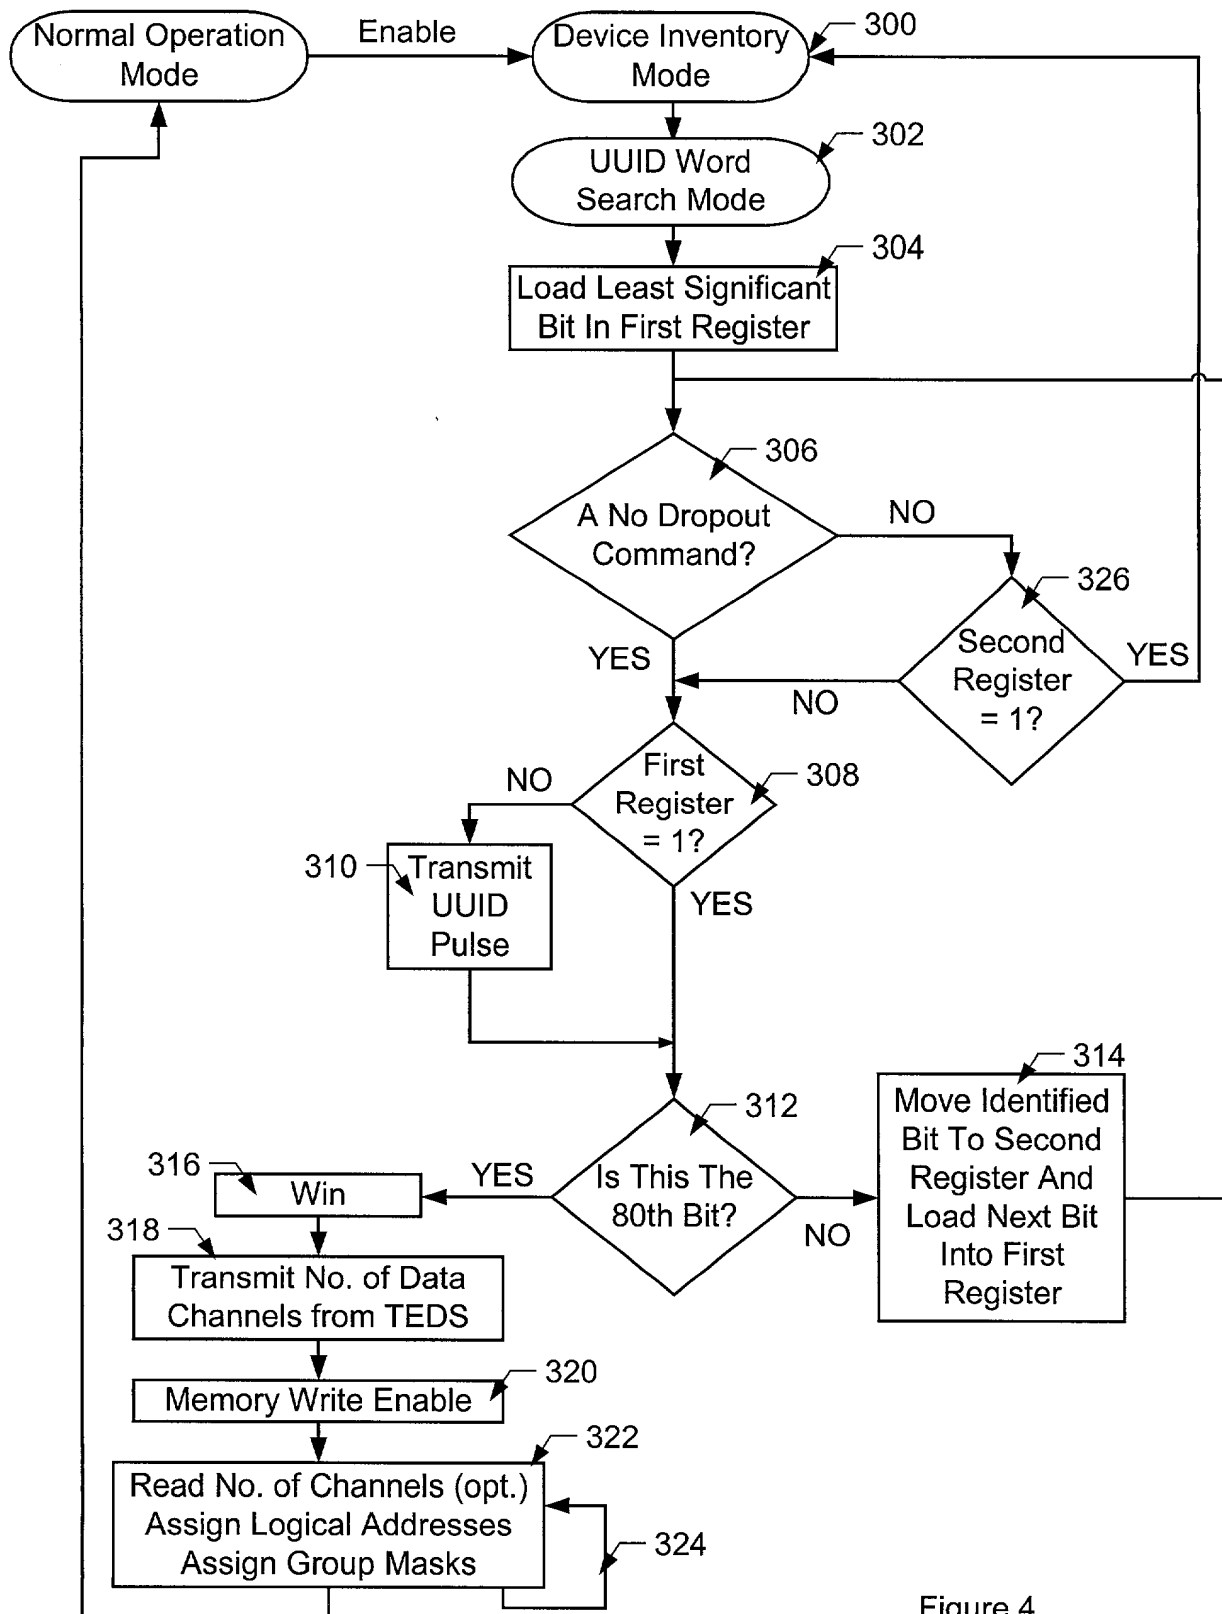 Normal Operation
Mode
Enable
Device Inventory
Mode
300
UUID Word
Search Mode
302
304
Load Least Significant
Bit In First Register
306
A No Dropout
Command?
NO
326
Second
Register
= 1?
YES
YES
NO
First
Register
= 1?
308
NO
310
Transmit
UUID
Pulse
YES
314
312
Move Identified
Bit To Second
Register And
Load Next Bit
Into First
Register
Is This The
80th Bit?
YES
NO
316
Win
318
Transmit No. of Data
Channels from TEDS
320
Memory Write Enable
322
Read No. of Channels (opt.)
Assign Logical Addresses
Assign Group Masks
324
Figure 4